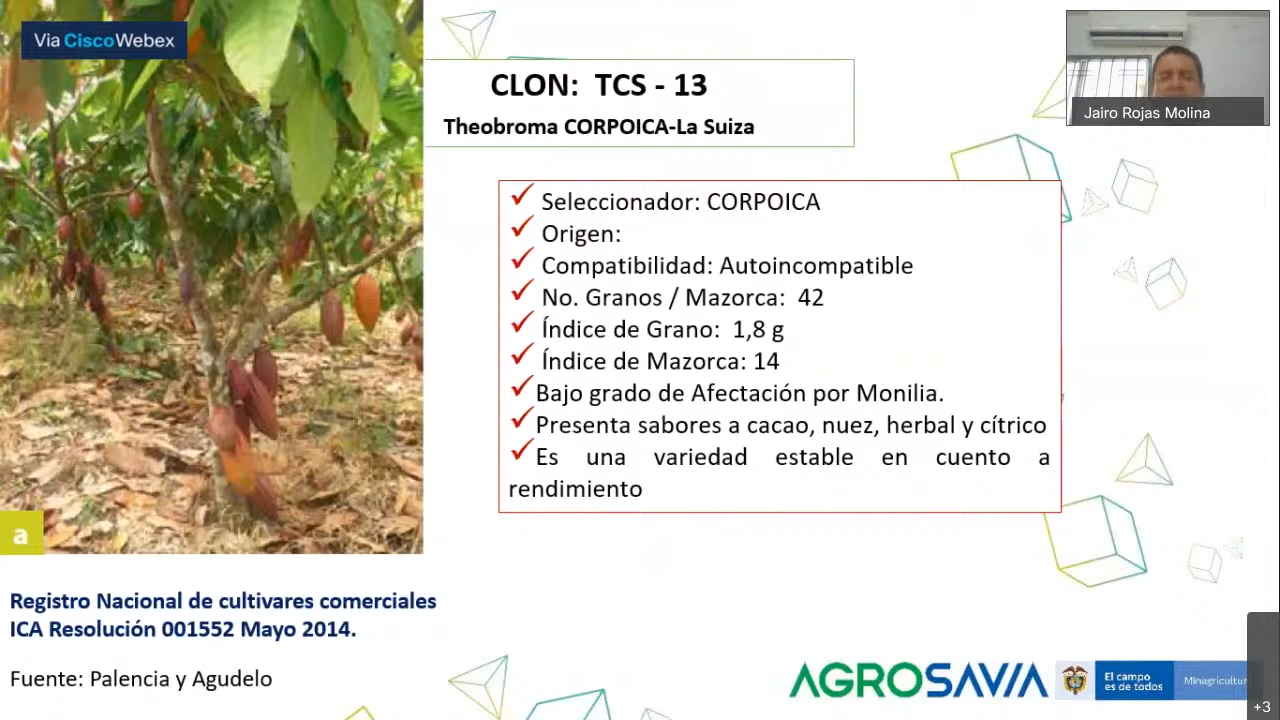 Via CiscoWebex
CLON: TCS - 13
Theobroma CORPOICA-La Suiza
Jairo Rojas Molina
Seleccionador: CORPOICA
Origen:
Compatibilidad: Autoincompatible
No. Granos / Mazorca: 42
Índice de Grano: 1,8 g
Índice de Mazorca: 14
Bajo grado de Afectación por Monilia.
Presenta sabores a cacao, nuez, herbal y cítrico
Es una variedad estable en cuento a
rendimiento
a
Registro Nacional de cultivares comerciales
ICA Resolución 001552 Mayo 2014.
Fuente: Palencia y Agudelo
AGROSAVIA
El campo
es de todos
Minagricultur
+3